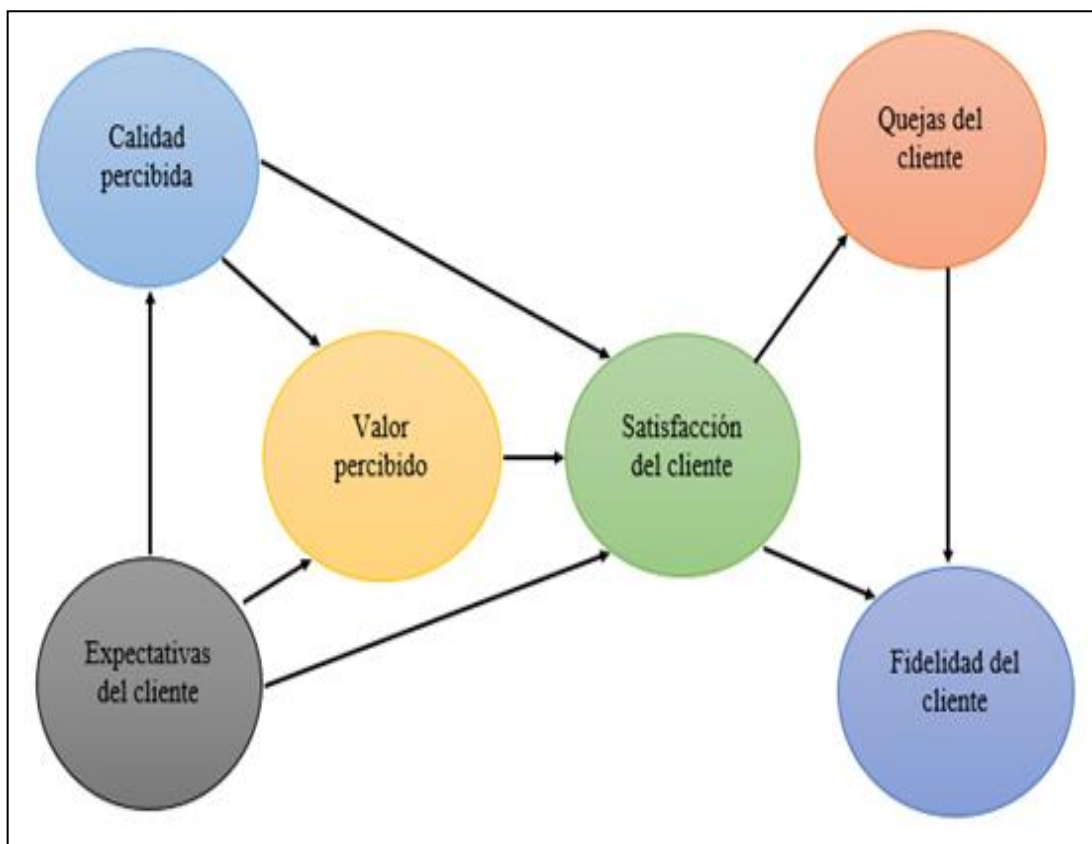 Calidad
percibida
Quejas del
cliente
Valor
percibido
Satisfacción
del cliente
Expectativas
del cliente
Fidelidad del
cliente